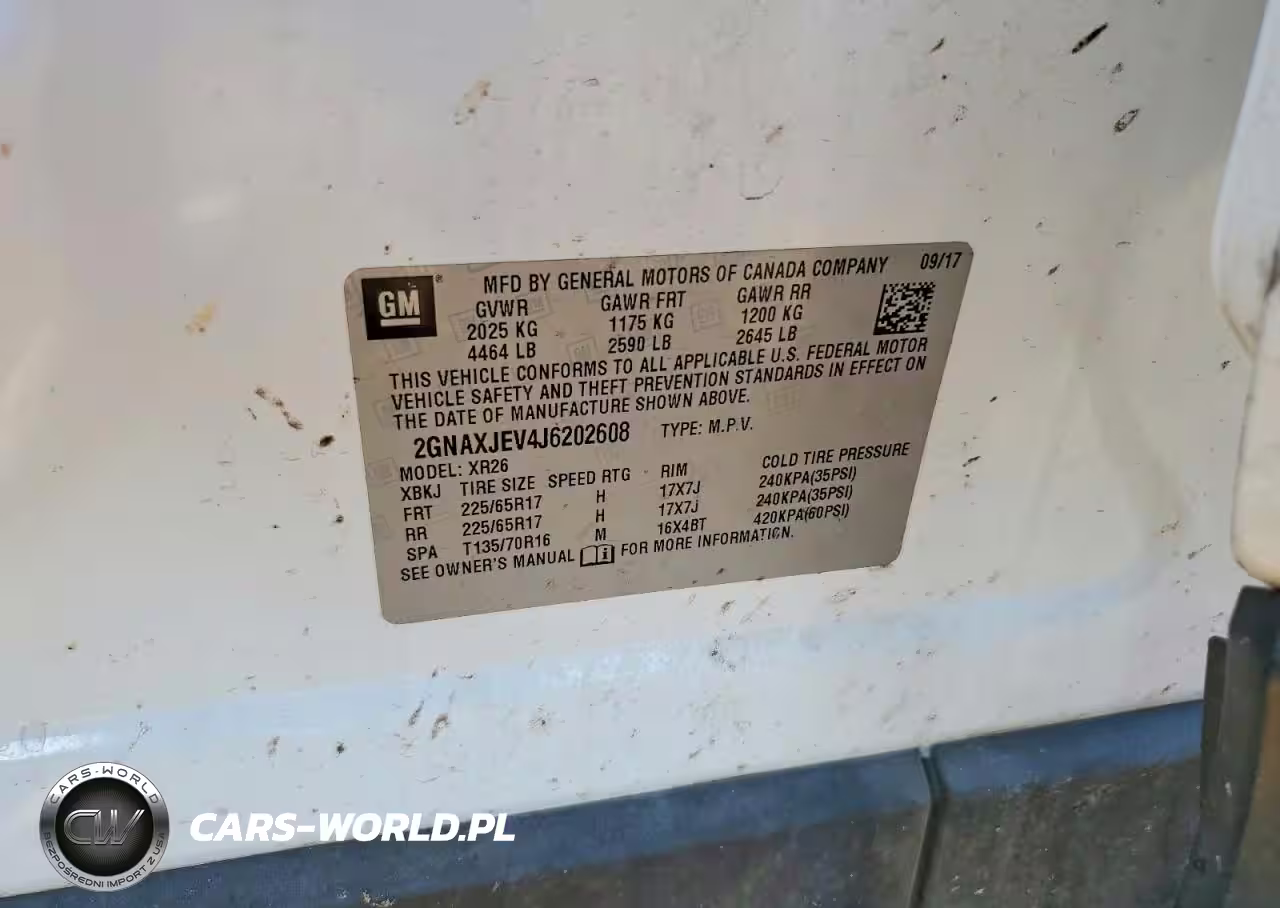 GM®
MFD BY GENERAL MOTORS OF CANADA COMPANY 09/17
GVWR GAWR FRT GAWR RR
2025 KG 1175 KG 1200 KG
4464 LB 2590 LB 2645 LB
THIS VEHICLE CONFORMS TO ALL APPLICABLE U.S. FEDERAL MOTOR
VEHICLE SAFETY AND THEFT PREVENTION STANDARDS IN EFFECT ON
THE DATE OF MANUFACTURE SHOWN ABOVE.
2GNAXJEV4J6202608 TYPE: M.P.V.
MODEL: XR26
XBKJ TIRE SIZE SPEED RTG RIM COLD TIRE PRESSURE
FRT 225/65R17 H 17X7J 240KPA(35PSI)
RR 225/65R17 H 17X7J 240KPA(35PSI)
SPA T135/70R16 M 16X4BT 420KPA(60PSI)
SEE OWNER'S MANUAL FOR MORE INFORMATION.
CARS-WORLD
CW
BEZPOŚREDNI IMPORT Z USA
CARS-WORLD.PL